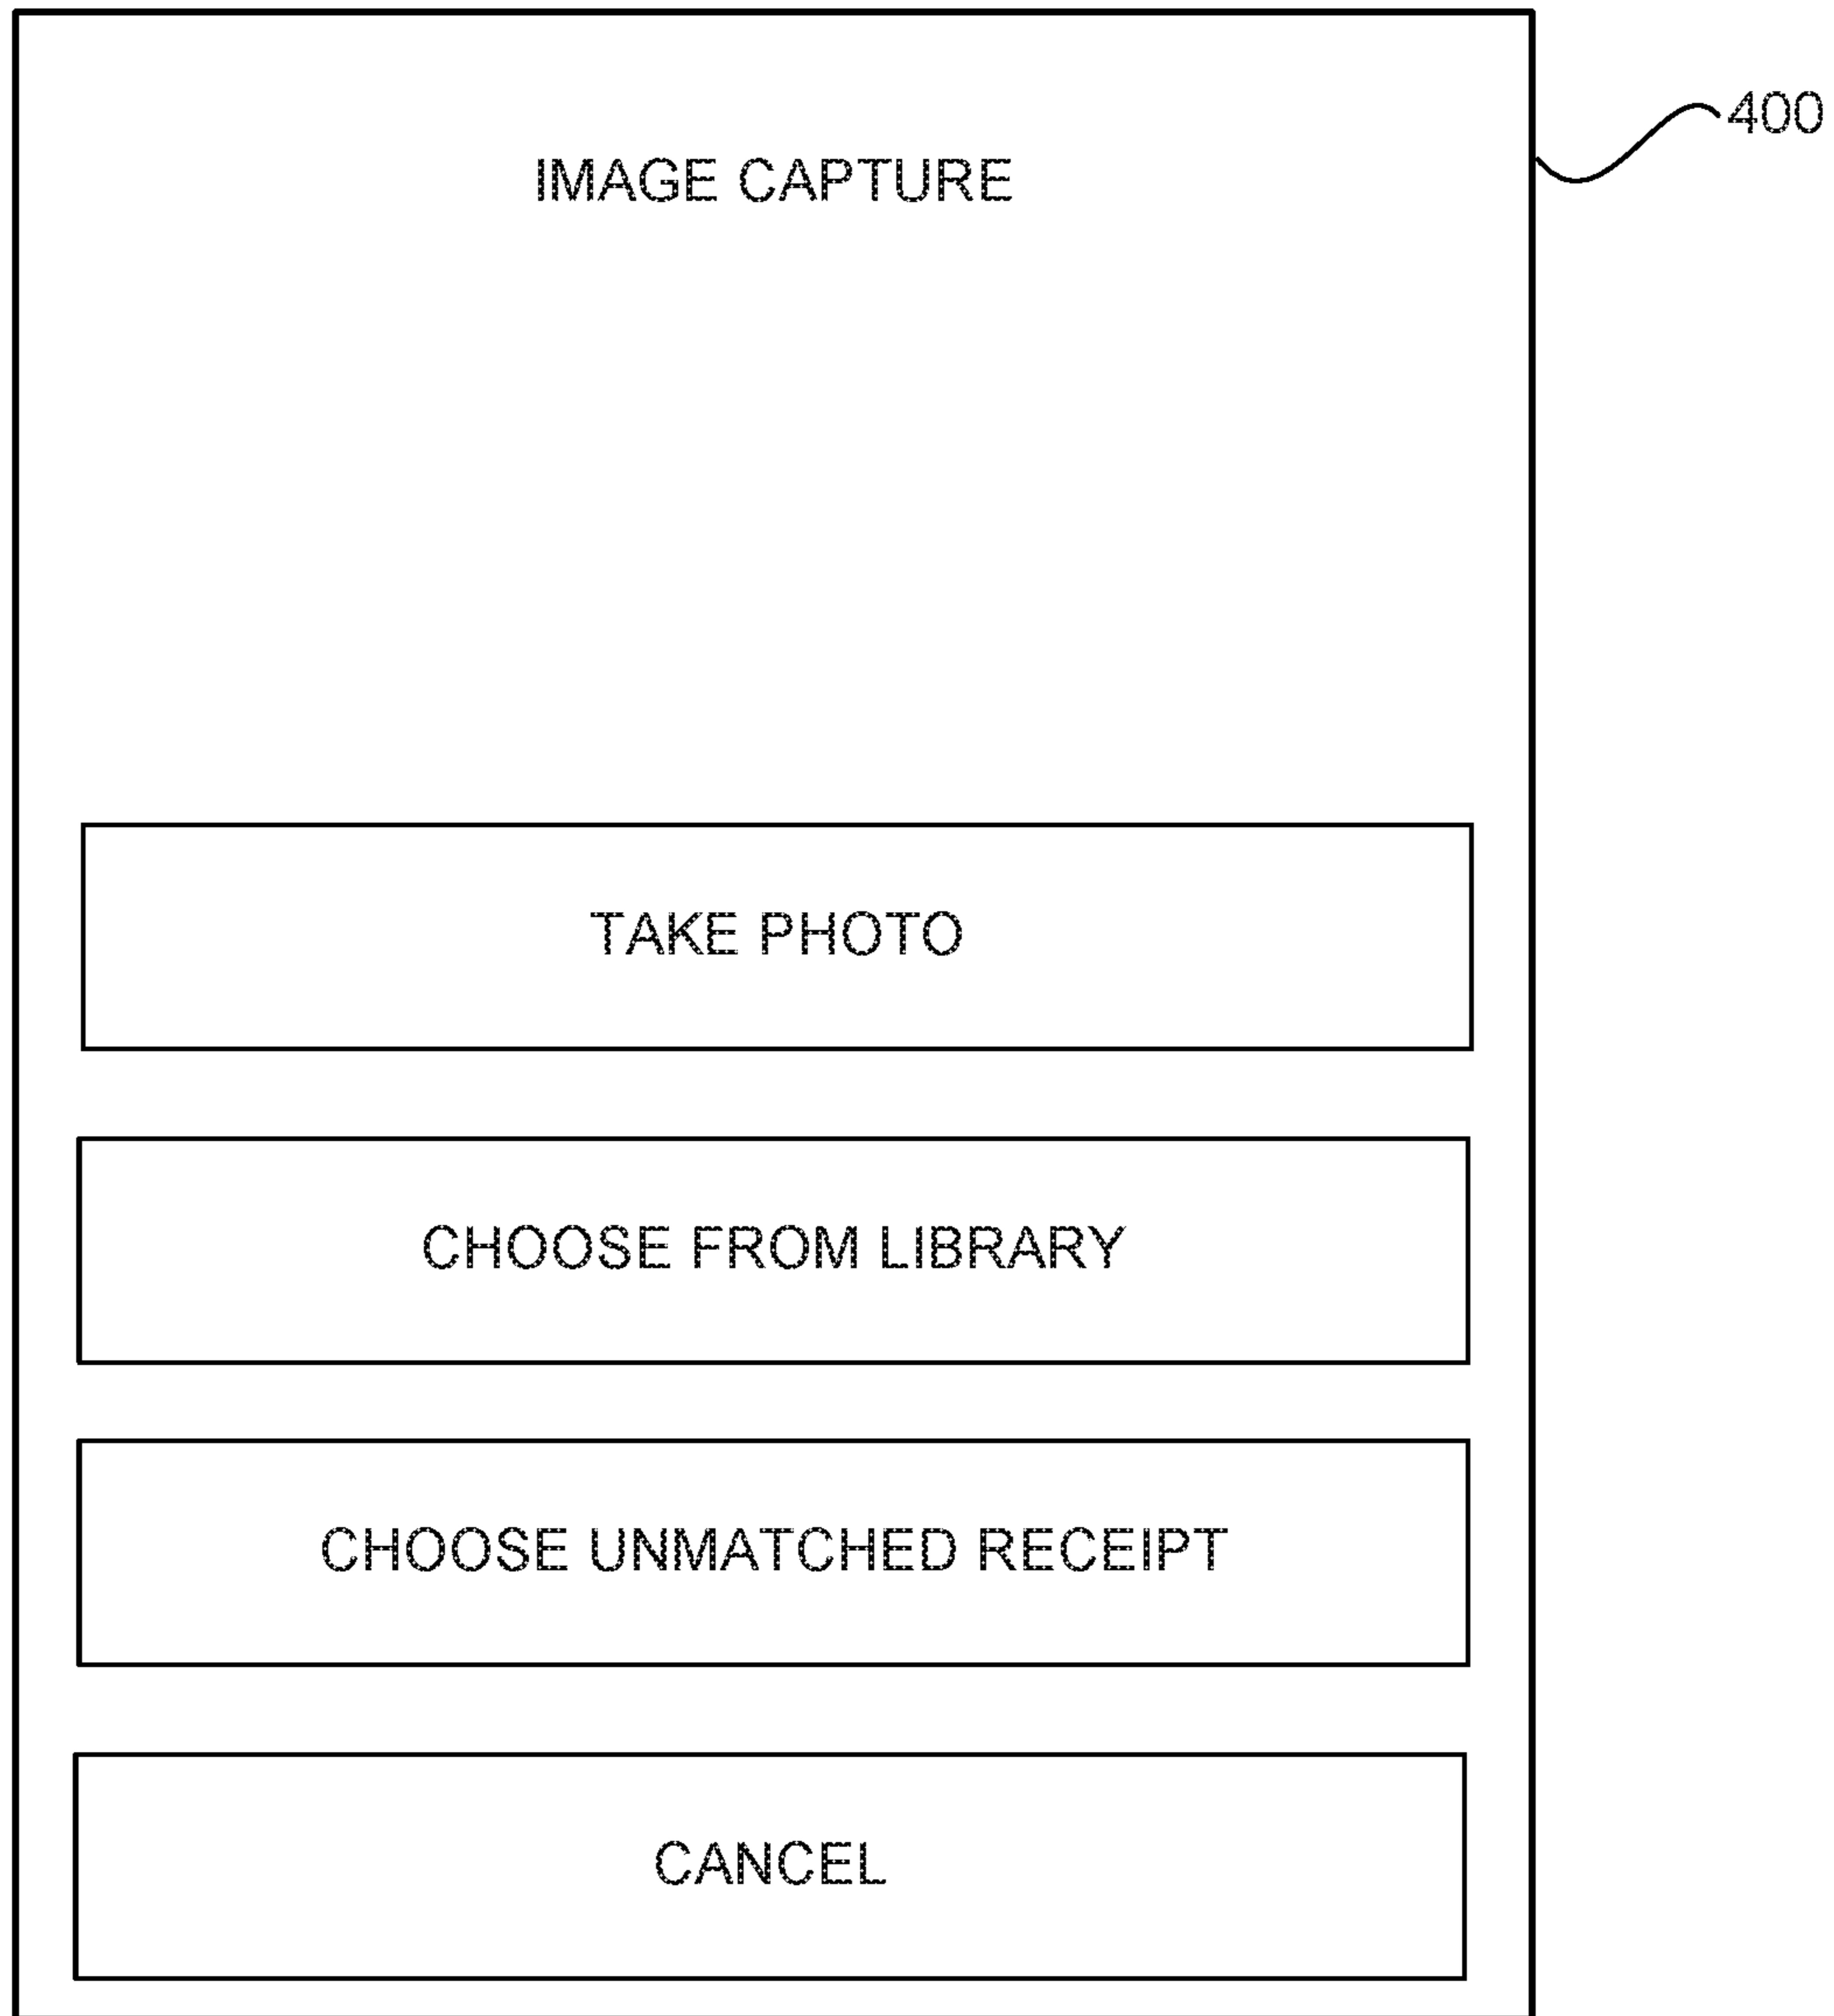 400
IMAGE CAPTURE
TAKE PHOTO
CHOOSE FROM LIBRARY
CHOOSE UNMATCHED RECEIPT
CANCEL